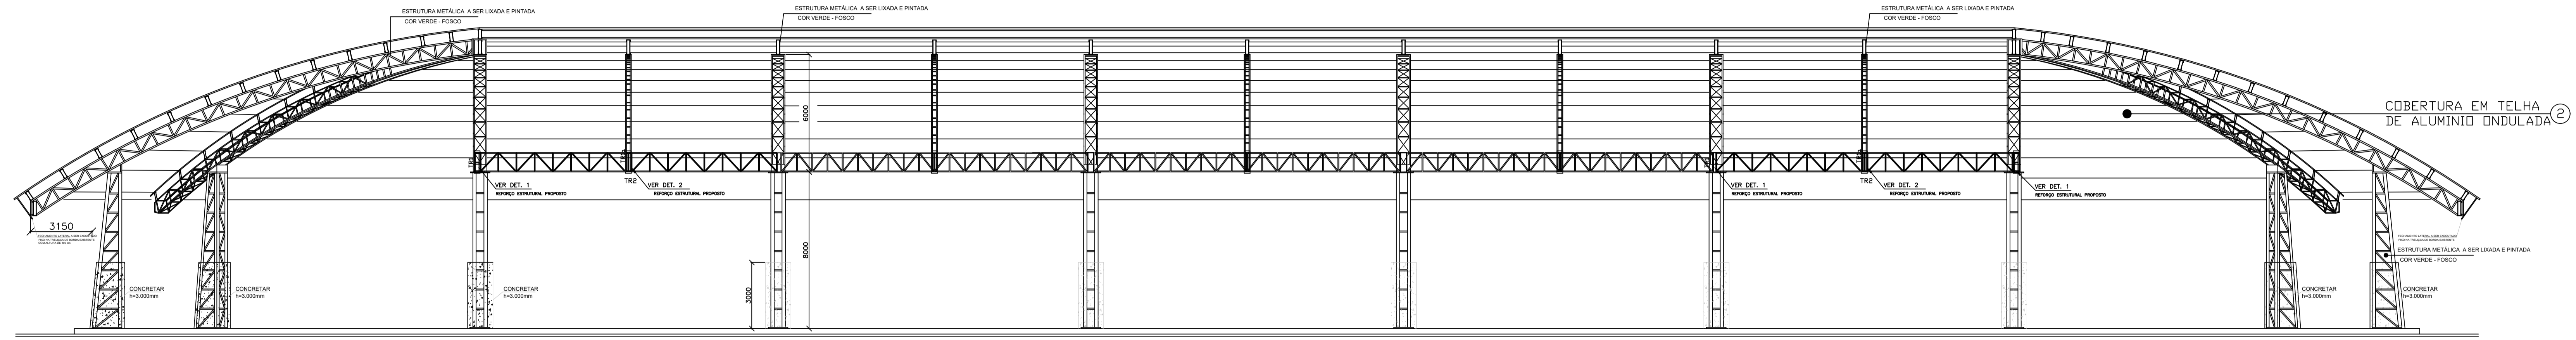 ESTRUTURA METÁLICA A SER LIXADA E PINTADA
COR VERDE - FOSCO
ESTRUTURA METÁLICA A SER LIXADA E PINTADA
COR VERDE - FOSCO
ESTRUTURA METÁLICA A SER LIXADA E PINTADA
COR VERDE - FOSCO
COBERTURA EM TELHA
DE ALUMINIO ONDULADA
2
6000
TR1
VER DET. 1
REFORÇO ESTRUTURAL PROPOSTO
TR2
VER DET. 2
REFORÇO ESTRUTURAL PROPOSTO
VER DET. 1
REFORÇO ESTRUTURAL PROPOSTO
TR2
VER DET. 2
REFORÇO ESTRUTURAL PROPOSTO
VER DET. 1
REFORÇO ESTRUTURAL PROPOSTO
3150
8000
3000
ESTRUTURA METÁLICA A SER LIXADA E PINTADA
COR VERDE - FOSCO
CONCRETAR
h=3.000mm
CONCRETAR
h=3.000mm
CONCRETAR
h=3.000mm
CONCRETAR
h=3.000mm
CONCRETAR
h=3.000mm